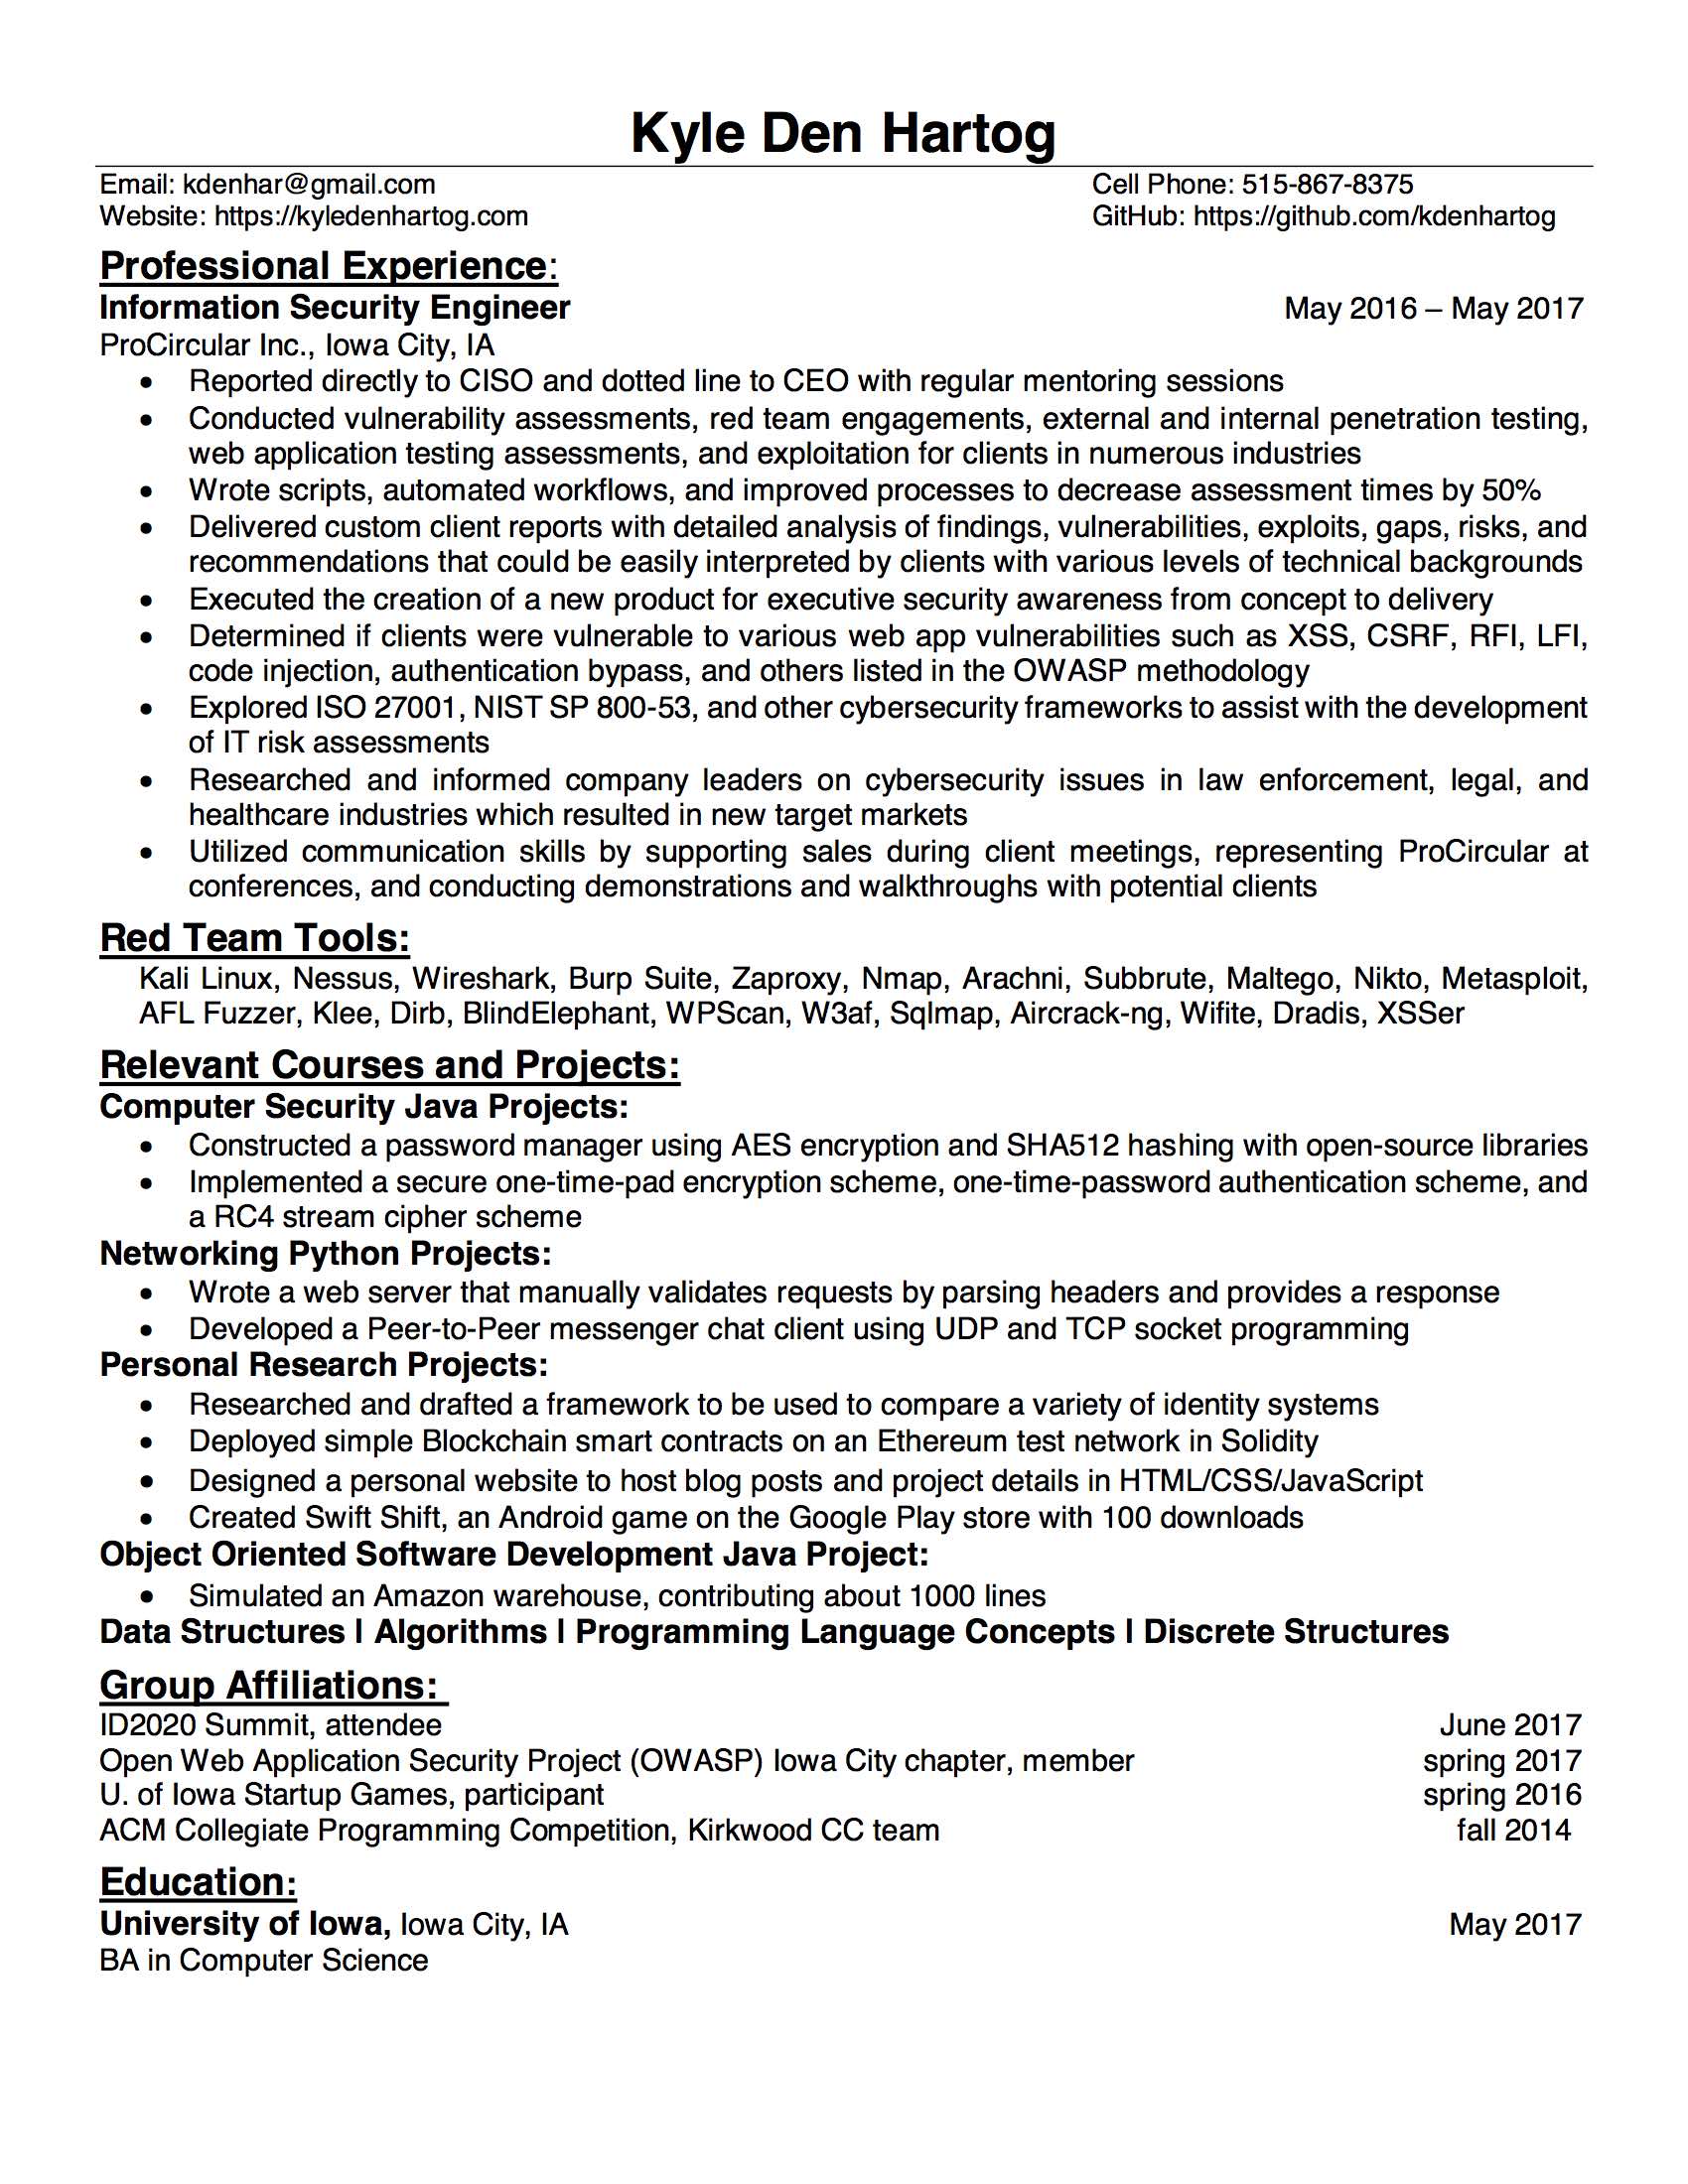 Kyle Den Hartog
Email: kdenhar@gmail.com Cell Phone: 515-867-8375
Website: https://kyledenhartog.com GitHub: https://github.com/kdenhartog
Professional Experience:
Information Security Engineer May 2016 – May 2017
ProCircular Inc., Iowa City, IA
• Reported directly to CISO and dotted line to CEO with regular mentoring sessions
• Conducted vulnerability assessments, red team engagements, external and internal penetration testing,
web application testing assessments, and exploitation for clients in numerous industries
• Wrote scripts, automated workflows, and improved processes to decrease assessment times by 50%
• Delivered custom client reports with detailed analysis of findings, vulnerabilities, exploits, gaps, risks, and
recommendations that could be easily interpreted by clients with various levels of technical backgrounds
• Executed the creation of a new product for executive security awareness from concept to delivery
• Determined if clients were vulnerable to various web app vulnerabilities such as XSS, CSRF, RFI, LFI,
code injection, authentication bypass, and others listed in the OWASP methodology
• Explored ISO 27001, NIST SP 800-53, and other cybersecurity frameworks to assist with the development
of IT risk assessments
• Researched and informed company leaders on cybersecurity issues in law enforcement, legal, and
healthcare industries which resulted in new target markets
• Utilized communication skills by supporting sales during client meetings, representing ProCircular at
conferences, and conducting demonstrations and walkthroughs with potential clients
Red Team Tools:
Kali Linux, Nessus, Wireshark, Burp Suite, Zaproxy, Nmap, Arachni, Subbrute, Maltego, Nikto, Metasploit,
AFL Fuzzer, Klee, Dirb, BlindElephant, WPScan, W3af, Sqlmap, Aircrack-ng, Wifite, Dradis, XSSer
Relevant Courses and Projects:
Computer Security Java Projects:
• Constructed a password manager using AES encryption and SHA512 hashing with open-source libraries
• Implemented a secure one-time-pad encryption scheme, one-time-password authentication scheme, and
a RC4 stream cipher scheme
Networking Python Projects:
• Wrote a web server that manually validates requests by parsing headers and provides a response
• Developed a Peer-to-Peer messenger chat client using UDP and TCP socket programming
Personal Research Projects:
• Researched and drafted a framework to be used to compare a variety of identity systems
• Deployed simple Blockchain smart contracts on an Ethereum test network in Solidity
• Designed a personal website to host blog posts and project details in HTML/CSS/JavaScript
• Created Swift Shift, an Android game on the Google Play store with 100 downloads
Object Oriented Software Development Java Project:
• Simulated an Amazon warehouse, contributing about 1000 lines
Data Structures | Algorithms | Programming Language Concepts | Discrete Structures
Group Affiliations:
ID2020 Summit, attendee June 2017
Open Web Application Security Project (OWASP) Iowa City chapter, member spring 2017
U. of Iowa Startup Games, participant spring 2016
ACM Collegiate Programming Competition, Kirkwood CC team fall 2014
Education:
University of Iowa, Iowa City, IA May 2017
BA in Computer Science